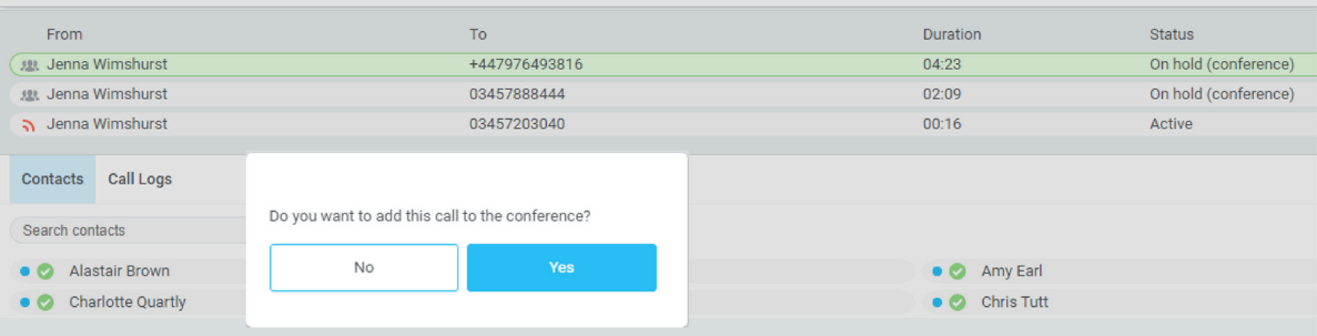 From To Duration Status
Jenna Wimshurst +447976493816 04:23 On hold (conference)
Jenna Wimshurst 03457888444 02:09 On hold (conference)
Jenna Wimshurst 03457203040 00:16 Active
Contacts Call Logs
Do you want to add this call to the conference?
Search contacts
No Yes
Alastair Brown Amy Earl
Charlotte Quartly Chris Tutt